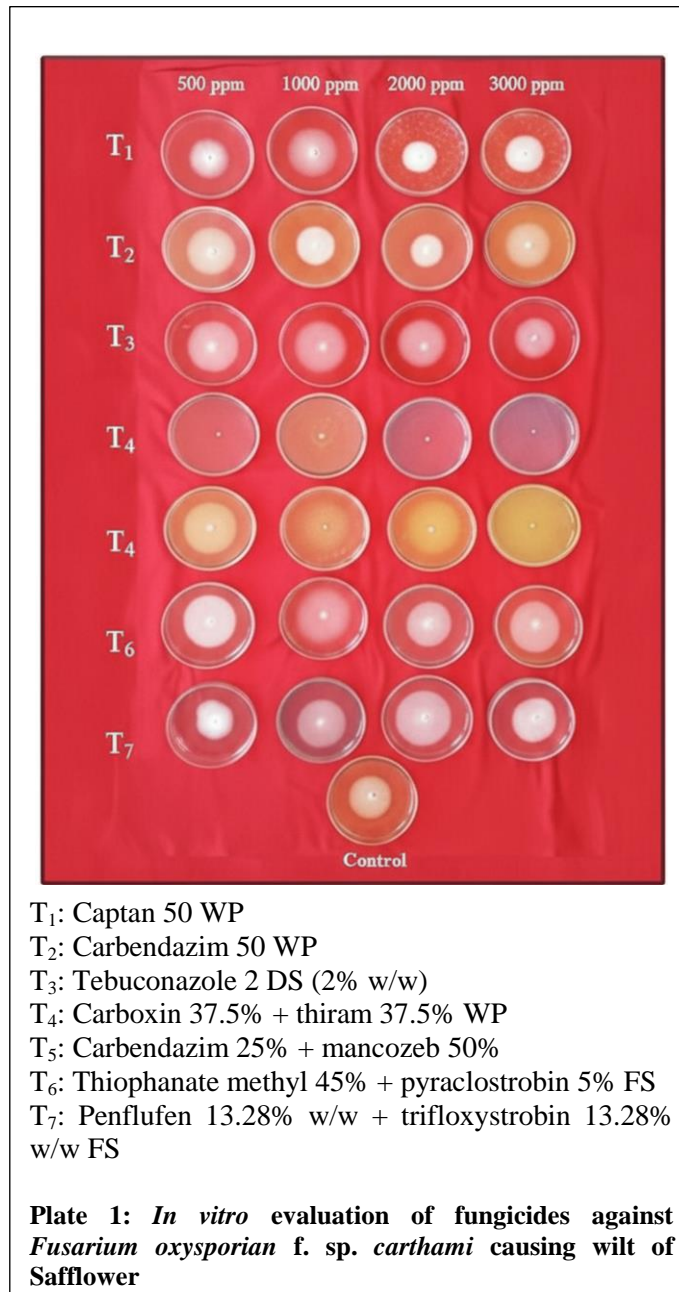 500 ppm 1000 ppm 2000 ppm 3000 ppm
T₁
T₂
T₃
T₄
T₄
T₆
T₇
Control
T₁: Captan 50 WP
T₂: Carbendazim 50 WP
T₃: Tebuconazole 2 DS (2% w/w)
T₄: Carboxin 37.5% + thiram 37.5% WP
T₅: Carbendazim 25% + mancozeb 50%
T₆: Thiophanate methyl 45% + pyraclostrobin 5% FS
T₇: Penflufen 13.28% w/w + trifloxystrobin 13.28%
w/w FS
Plate 1: In vitro evaluation of fungicides against
Fusarium oxysporian f. sp. carthami causing wilt of
Safflower